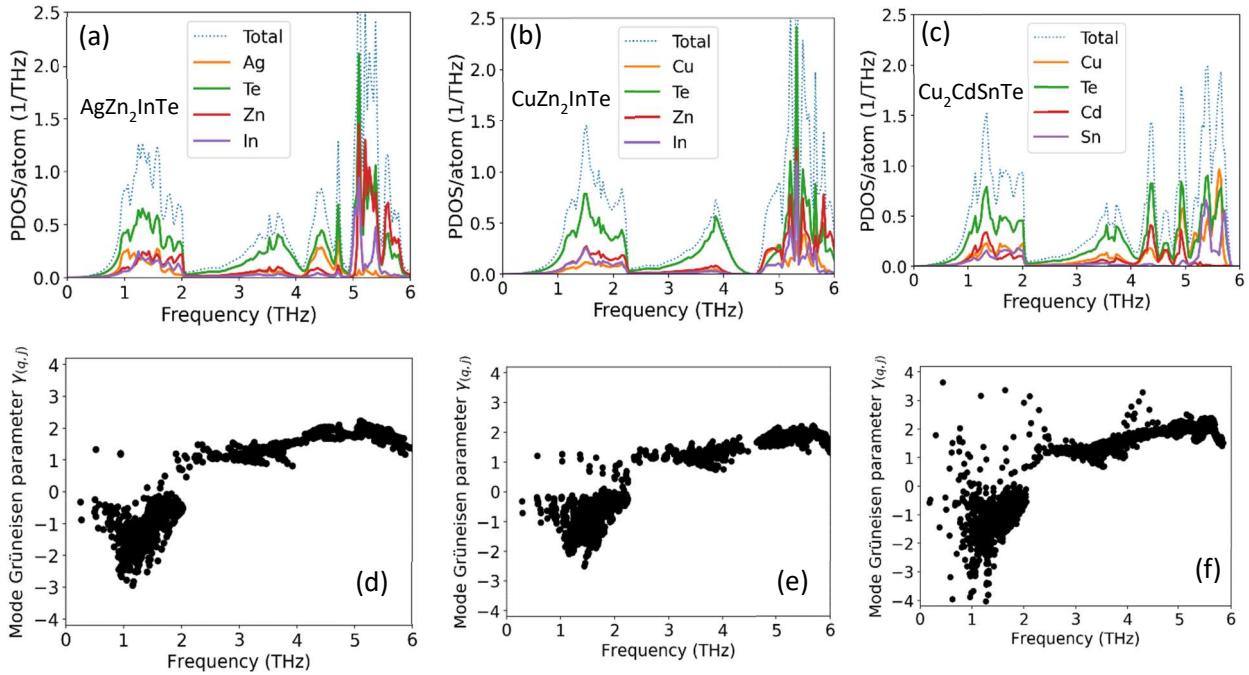 (a)
AgZn₂InTe
Total
Ag
Te
Zn
In
PDOS/atom (1/THz)
2.5
2.0
1.5
1.0
0.5
0.0
0 1 2 3 4 5 6
Frequency (THz)
(b)
CuZn₂InTe
Total
Cu
Te
Zn
In
PDOS/atom (1/THz)
2.5
2.0
1.5
1.0
0.5
0.0
0 1 2 3 4 5 6
Frequency (THz)
(c)
Cu₂CdSnTe
Total
Cu
Te
Cd
Sn
PDOS/atom (1/THz)
2.5
2.0
1.5
1.0
0.5
0.0
0 1 2 3 4 5 6
Frequency (THz)
Mode Grüneisen parameter γ(q,j)
4
3
2
1
0
−1
−2
−3
−4
(d)
0 1 2 3 4 5 6
Frequency (THz)
Mode Grüneisen parameter γ(q,j)
4
3
2
1
0
−1
−2
−3
−4
(e)
0 1 2 3 4 5 6
Frequency (THz)
Mode Grüneisen parameter γ(q,j)
4
3
2
1
0
−1
−2
−3
−4
(f)
0 1 2 3 4 5 6
Frequency (THz)